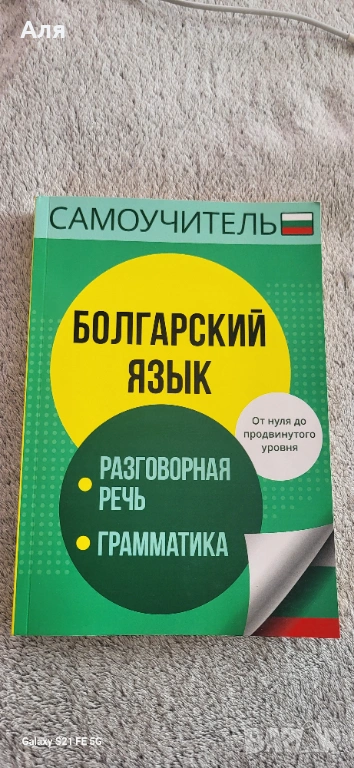 Аля
САМОУЧИТЕЛЬ
БОЛГАРСКИЙ
ЯЗЫК
От нуля до
продвинутого
уровня
РАЗГОВОРНАЯ
РЕЧЬ
ГРАММАТИКА
Galaxy S21 FE 5G